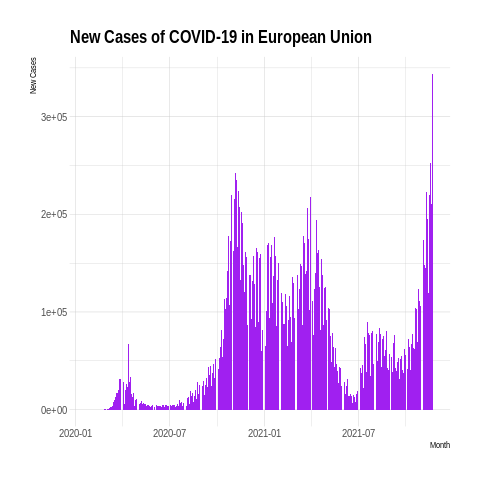 New Cases of COVID-19 in European Union
New Cases
3e+05
2e+05
1e+05
0e+00
2020-01
2020-07
2021-01
2021-07
Month